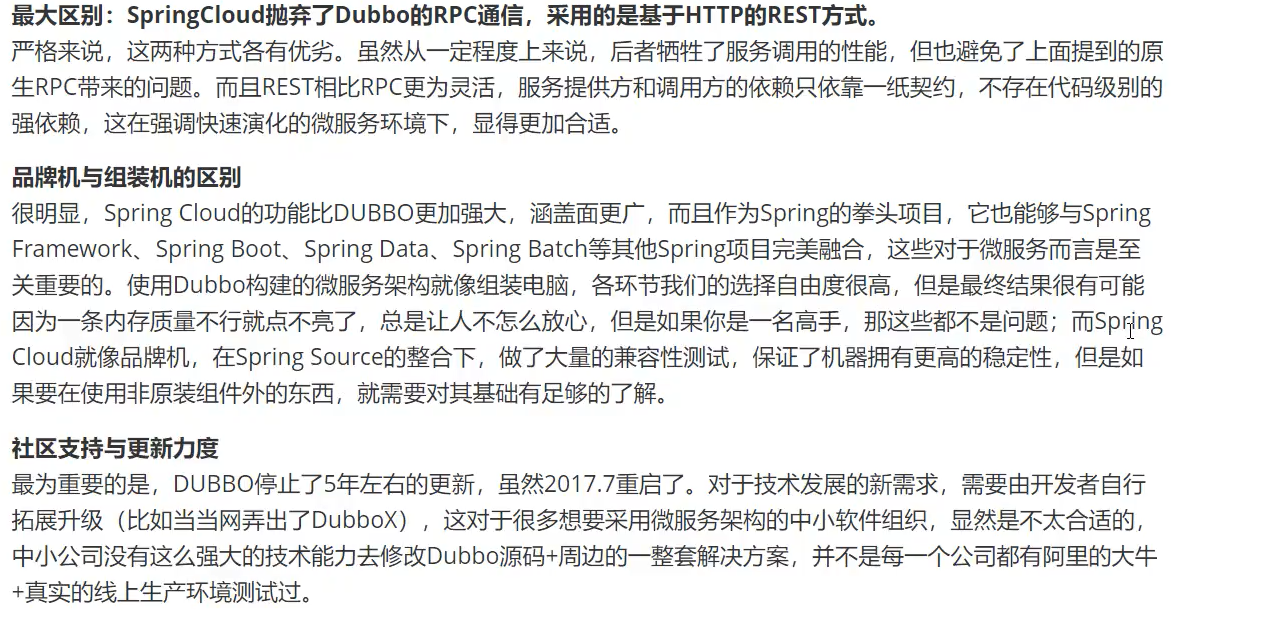 最大区别：SpringCloud抛弃了Dubbo的RPC通信，采用的是基于HTTP的REST方式。
严格来说，这两种方式各有优劣。虽然从一定程度上来说，后者牺牲了服务调用的性能，但也避免了上面提到的原
生RPC带来的问题。而且REST相比RPC更为灵活，服务提供方和调用方的依赖只依靠一纸契约，不存在代码级别的
强依赖，这在强调快速演化的微服务环境下，显得更加合适。
品牌机与组装机的区别
很明显，Spring Cloud的功能比DUBBO更加强大，涵盖面更广，而且作为Spring的拳头项目，它也能够与Spring
Framework、Spring Boot、Spring Data、Spring Batch等其他Spring项目完美融合，这些对于微服务而言是至
关重要的。使用Dubbo构建的微服务架构就像组装电脑，各环节我们的选择自由度很高，但是最终结果很有可能
因为一条内存质量不行就点不亮了，总是让人不怎么放心，但是如果你是一名高手，那这些都不是问题；而Spring
Cloud就像品牌机，在Spring Source的整合下，做了大量的兼容性测试，保证了机器拥有更高的稳定性，但是如
果要在使用非原装组件外的东西，就需要对其基础有足够的了解。
社区支持与更新力度
最为重要的是，DUBBO停止了5年左右的更新，虽然2017.7重启了。对于技术发展的新需求，需要由开发者自行
拓展升级（比如当当网弄出了DubboX），这对于很多想要采用微服务架构的中小软件组织，显然是不太合适的，
中小公司没有这么强大的技术能力去修改Dubbo源码+周边的一整套解决方案，并不是每一个公司都有阿里的大牛
+真实的线上生产环境测试过。